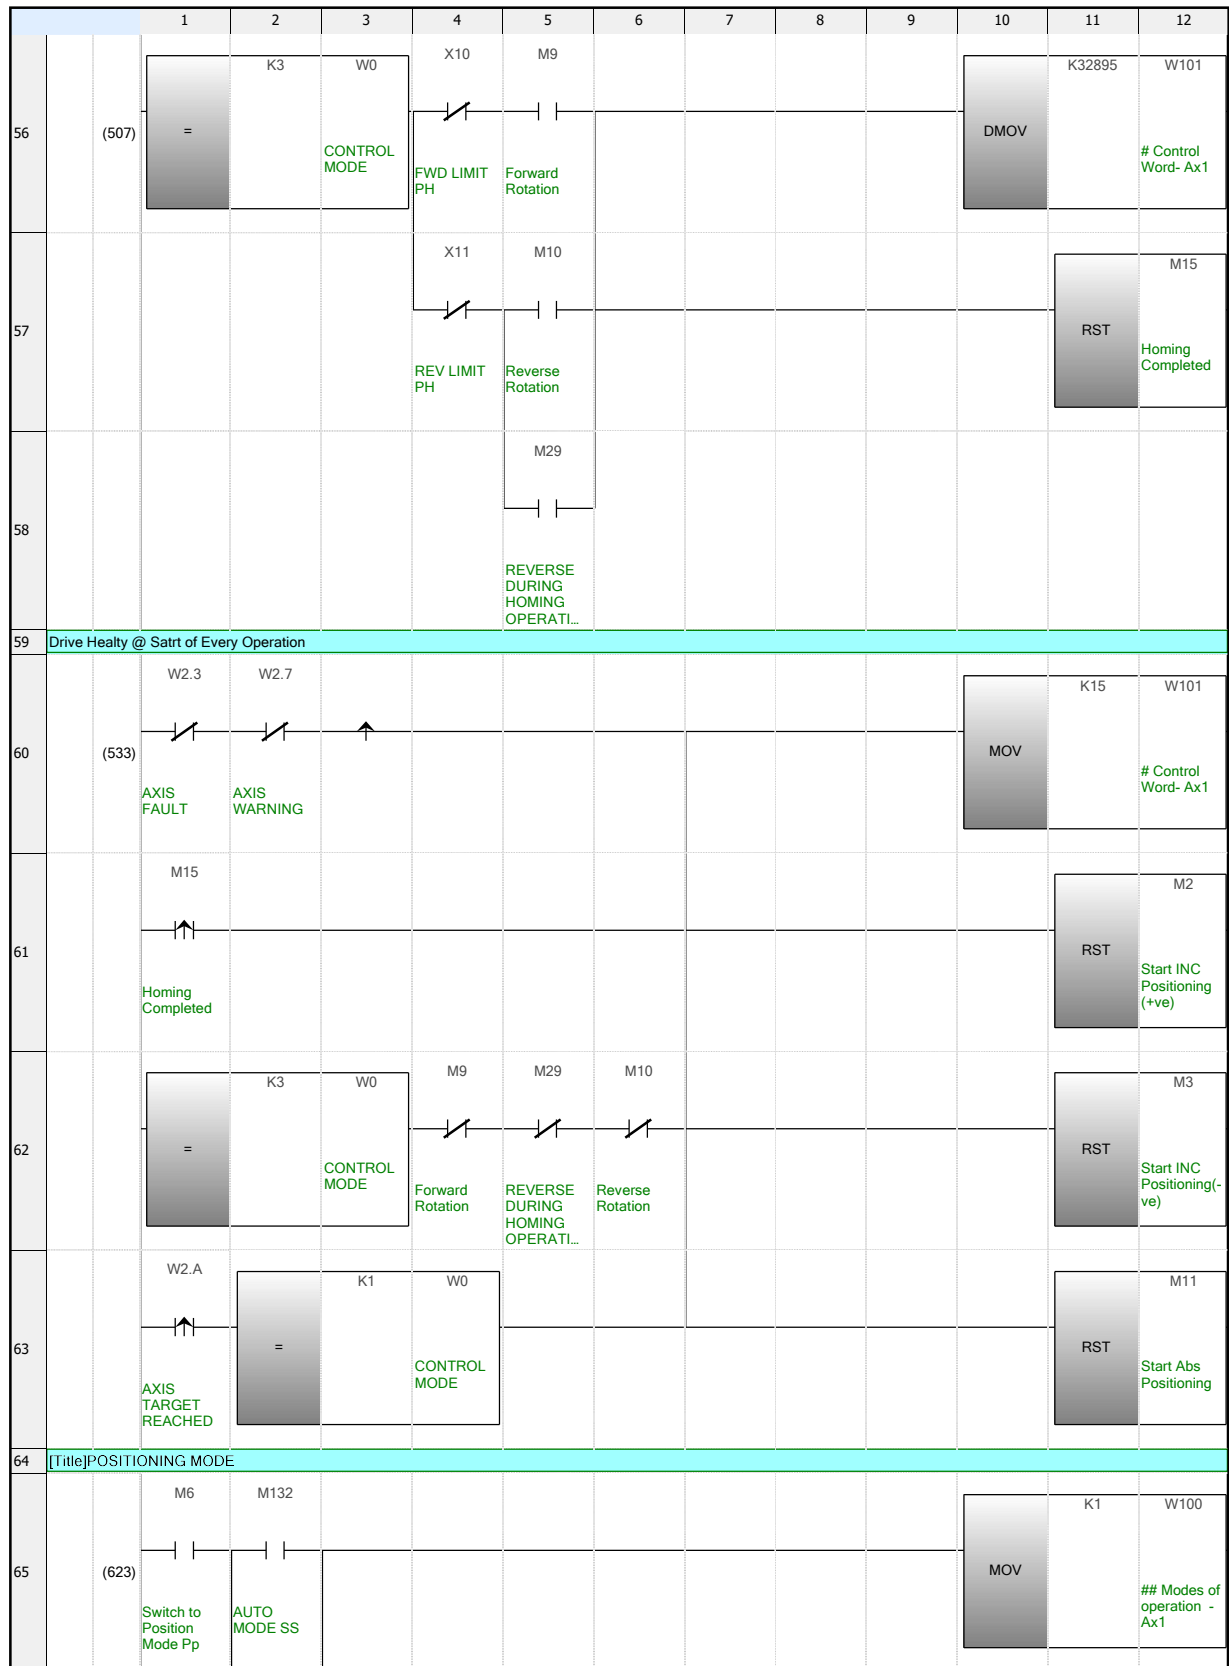 1 2 3 4 5 6 7 8 9 10 11 12
56 (507)
= K3 W0
CONTROL
MODE
X10
FWD LIMIT
PH
M9
Forward
Rotation
DMOV K32895 W101
# Control
Word- Ax1
57
X11
REV LIMIT
PH
M10
Reverse
Rotation
RST M15
Homing
Completed
58
M29
REVERSE
DURING
HOMING
OPERATI...
59 Drive Healty @ Satrt of Every Operation
60 (533)
W2.3
AXIS
FAULT
W2.7
AXIS
WARNING
MOV K15 W101
# Control
Word- Ax1
61
M15
Homing
Completed
RST M2
Start INC
Positioning
(+ve)
62
= K3 W0
CONTROL
MODE
M9
Forward
Rotation
M29
REVERSE
DURING
HOMING
OPERATI...
M10
Reverse
Rotation
RST M3
Start INC
Positioning(-
ve)
63
W2.A
AXIS
TARGET
REACHED
= K1 W0
CONTROL
MODE
RST M11
Start Abs
Positioning
64 [Title]POSITIONING MODE
65 (623)
M6
Switch to
Position
Mode Pp
M132
AUTO
MODE SS
MOV K1 W100
## Modes of
operation -
Ax1